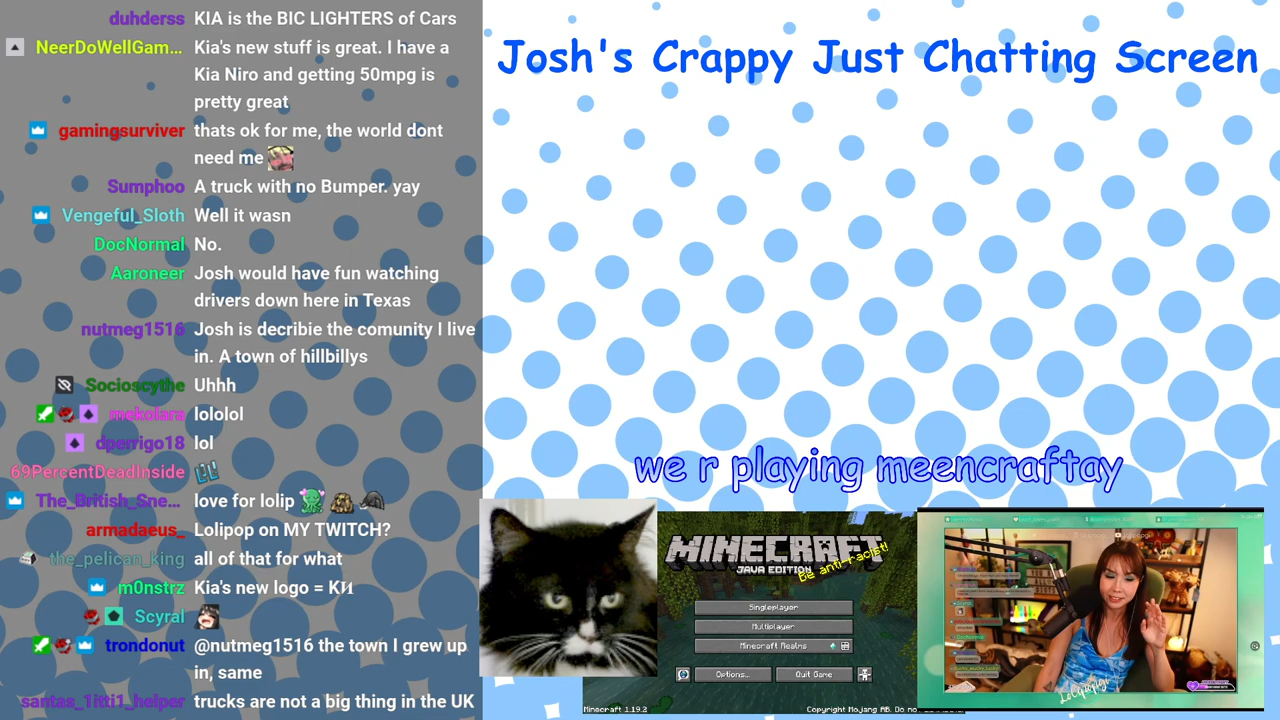 duhderss KIA is the BIC LIGHTERS of Cars
NeerDoWellGam... Kia's new stuff is great. I have a
Kia Niro and getting 50mpg is
pretty great
gamingsurviver thats ok for me, the world dont
need me
Sumphoo A truck with no Bumper. yay
Vengeful_Sloth Well it wasn
DocNormal No.
Aaroneer Josh would have fun watching
drivers down here in Texas
nutmeg1516 Josh is decribie the comunity I live
in. A town of hillbillys
Socioscythe Uhhh
mekolara lololol
dperrigo18 lol
69PercentDeadInside
The_British_Sne... love for lolip
armadaeus_ Lolipop on MY TWITCH?
the_pelican_king all of that for what
m0nstrz Kia's new logo = KͶ
Scyral
trondonut @nutmeg1516 the town I grew up
in, same
santas_1itti1_helper trucks are not a big thing in the UK
Josh's Crappy Just Chatting Screen
we r playing meencraftay
MINECRAFT
JAVA EDITION
Be anti-racist!
Singleplayer
Multiplayer
Minecraft Realms
Options...
Quit Game
Minecraft 1.19.2
Copyright Mojang AB. Do no